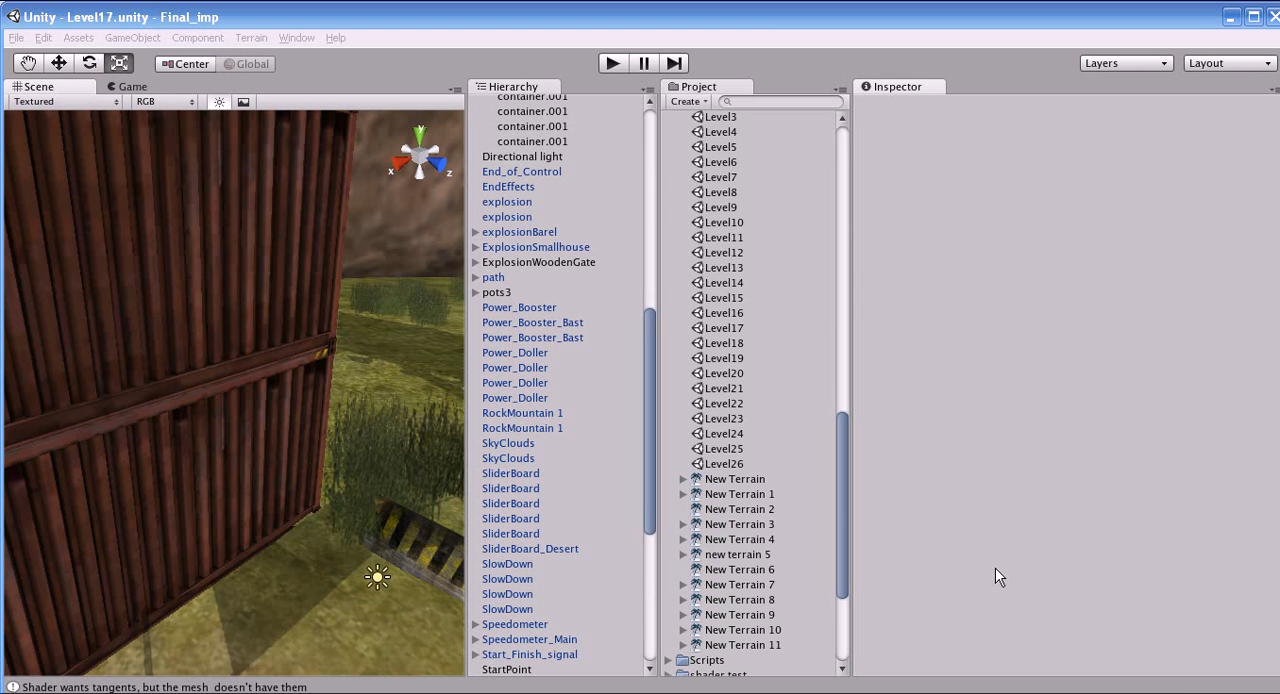 Unity - Level17.unity - Final_imp
File Edit Assets GameObject Component Terrain Window Help
Center Global Layers Layout
Scene Game Hierarchy Project Inspector
Textured RGB Create
container.001
container.001
container.001
container.001
Directional light
End_of_Control
EndEffects
explosion
explosion
explosionBarel
ExplosionSmallhouse
ExplosionWoodenGate
path
pots3
Power_Booster
Power_Booster_Bast
Power_Booster_Bast
Power_Doller
Power_Doller
Power_Doller
Power_Doller
RockMountain 1
RockMountain 1
SkyClouds
SkyClouds
SliderBoard
SliderBoard
SliderBoard
SliderBoard
SliderBoard
SliderBoard_Desert
SlowDown
SlowDown
SlowDown
SlowDown
Speedometer
Speedometer_Main
Start_Finish_signal
StartPoint
Level3
Level4
Level5
Level6
Level7
Level8
Level9
Level10
Level11
Level12
Level13
Level14
Level15
Level16
Level17
Level18
Level19
Level20
Level21
Level22
Level23
Level24
Level25
Level26
New Terrain
New Terrain 1
New Terrain 2
New Terrain 3
New Terrain 4
new terrain 5
New Terrain 6
New Terrain 7
New Terrain 8
New Terrain 9
New Terrain 10
New Terrain 11
Scripts
shader test
y
x
z
Shader wants tangents, but the mesh doesn't have them